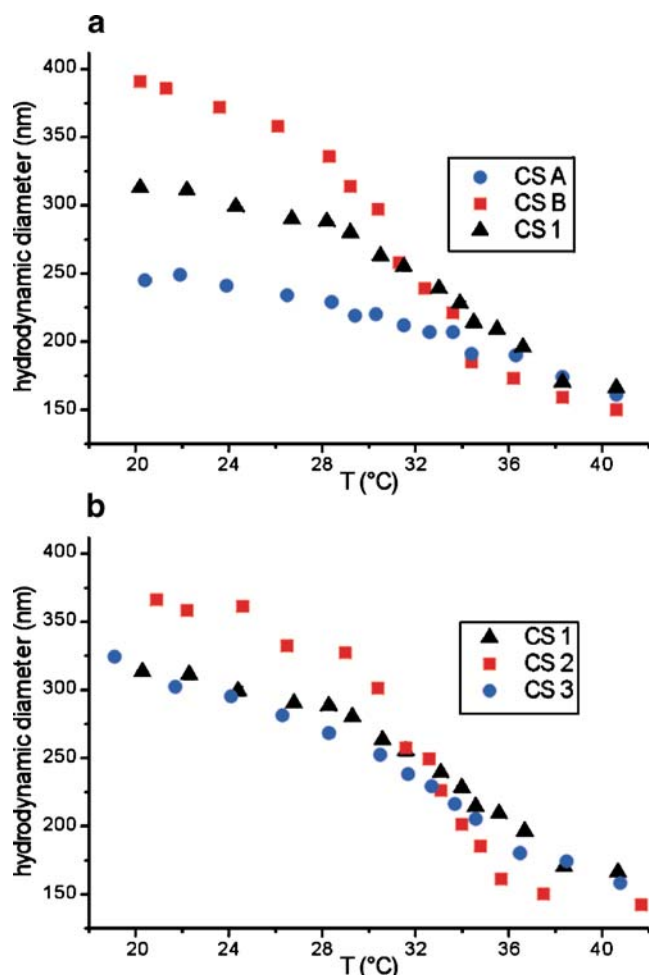 a
hydrodynamic diameter (nm)
400
350
300
250
200
150
CS A
CS B
CS 1
20 24 28 32 36 40
T (°C)
b
hydrodynamic diameter (nm)
400
350
300
250
200
150
CS 1
CS 2
CS 3
20 24 28 32 36 40
T (°C)